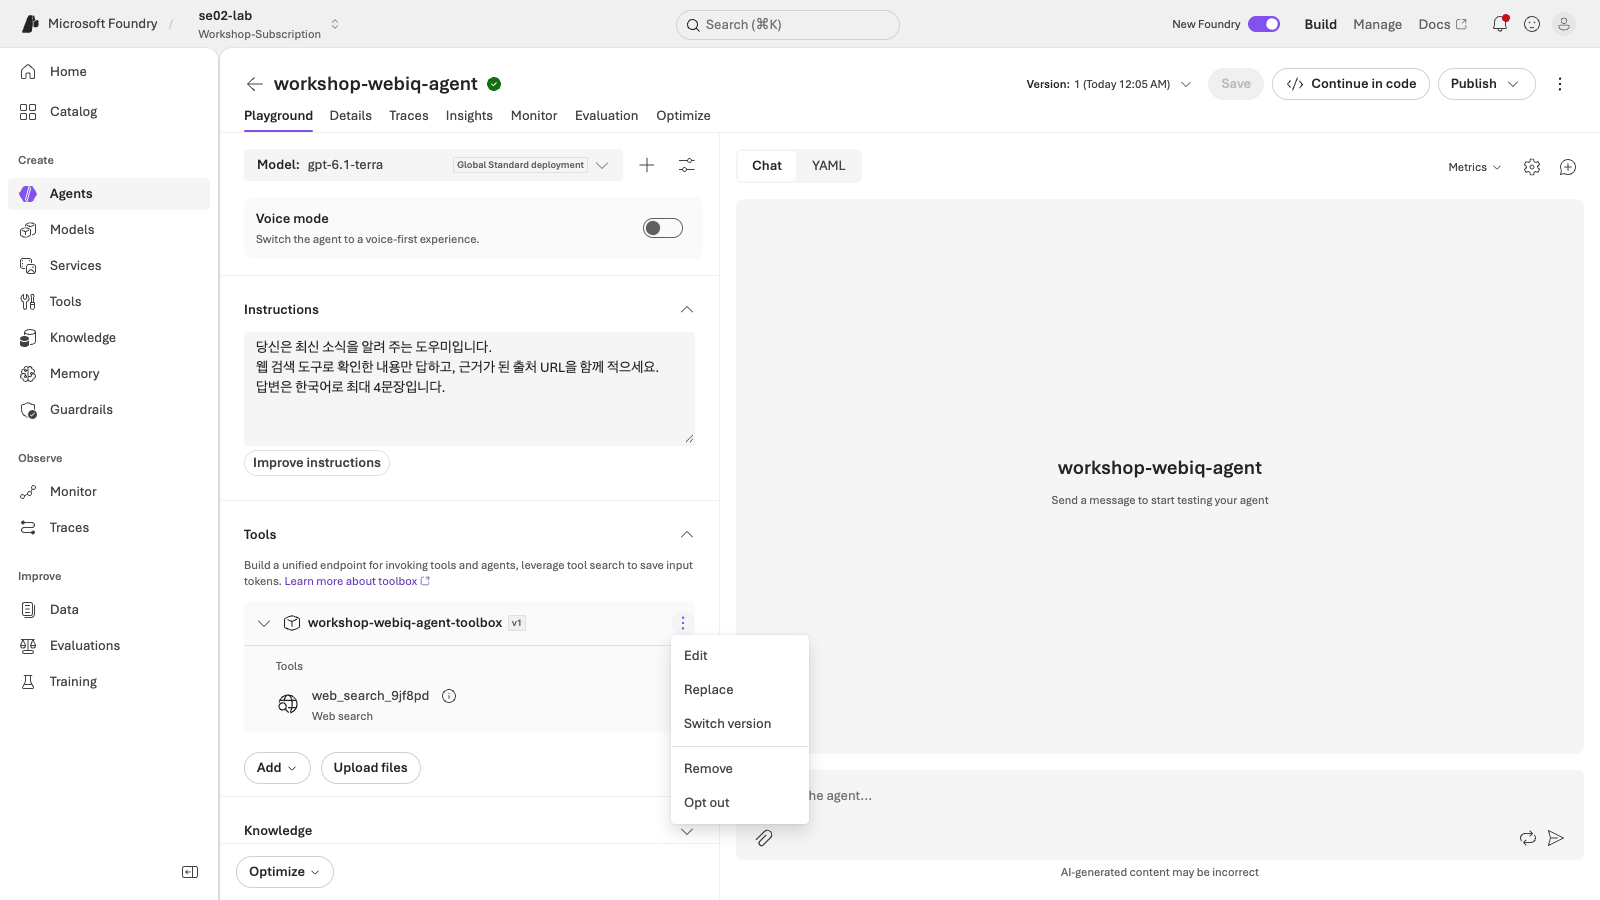 Microsoft Foundry
/
se02-lab
Workshop-Subscription
Search (⌘K)
New Foundry
Build
Manage
Docs
Home
Catalog
Create
Agents
Models
Services
Tools
Knowledge
Memory
Guardrails
Observe
Monitor
Traces
Improve
Data
Evaluations
Training
workshop-webiq-agent
Version: 1 (Today 12:05 AM)
Save
Continue in code
Publish
Playground
Details
Traces
Insights
Monitor
Evaluation
Optimize
Model: gpt-6.1-terra
Global Standard deployment
Voice mode
Switch the agent to a voice-first experience.
Instructions
당신은 최신 소식을 알려 주는 도우미입니다.
웹 검색 도구로 확인한 내용만 답하고, 근거가 된 출처 URL을 함께 적으세요.
답변은 한국어로 최대 4문장입니다.
Improve instructions
Tools
Build a unified endpoint for invoking tools and agents, leverage tool search to save input
tokens. Learn more about toolbox
workshop-webiq-agent-toolbox v1
Tools
web_search_9jf8pd
Web search
Add
Upload files
Knowledge
Optimize
Edit
Replace
Switch version
Remove
Opt out
Chat
YAML
Metrics
workshop-webiq-agent
Send a message to start testing your agent
he agent...
AI-generated content may be incorrect